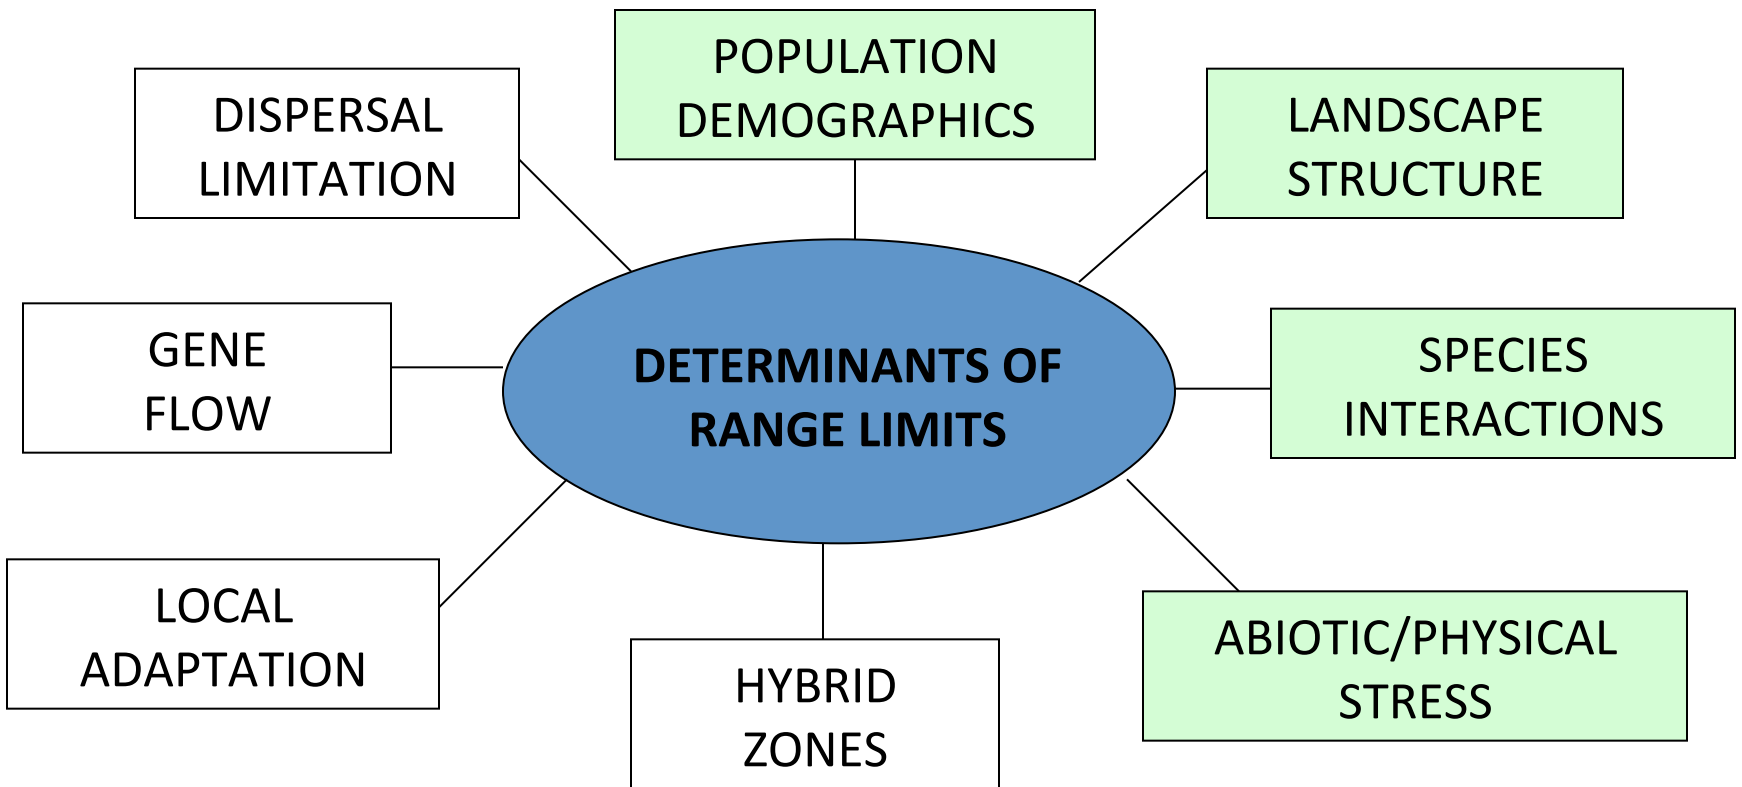 POPULATION
DEMOGRAPHICS
DISPERSAL
LIMITATION
LANDSCAPE
STRUCTURE
GENE
FLOW
DETERMINANTS OF
RANGE LIMITS
SPECIES
INTERACTIONS
LOCAL
ADAPTATION
HYBRID
ZONES
ABIOTIC/PHYSICAL
STRESS